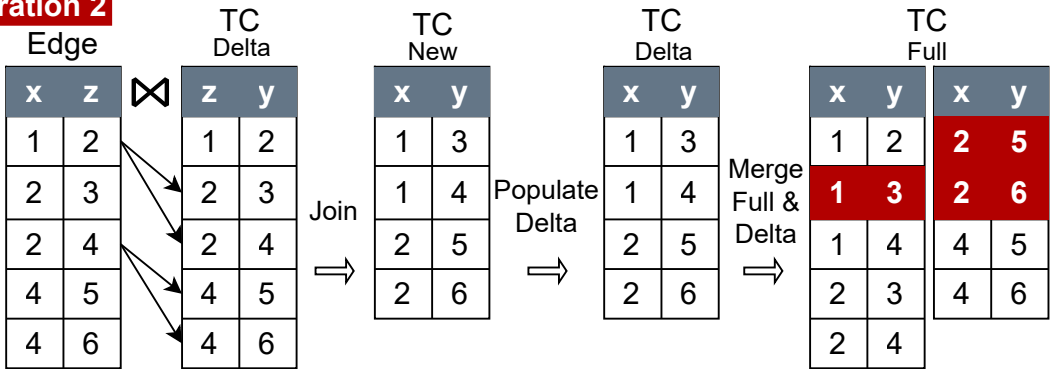 ration 2
Edge
x z
1 2
2 3
2 4
4 5
4 6
⋈
TC
Delta
z y
1 2
2 3
2 4
4 5
4 6
Join
⇨
TC
New
x y
1 3
1 4
2 5
2 6
Populate
Delta
⇨
TC
Delta
x y
1 3
1 4
2 5
2 6
Merge
Full &
Delta
⇨
TC
Full
x y
1 2
1 3
1 4
2 3
2 4
x y
2 5
2 6
4 5
4 6